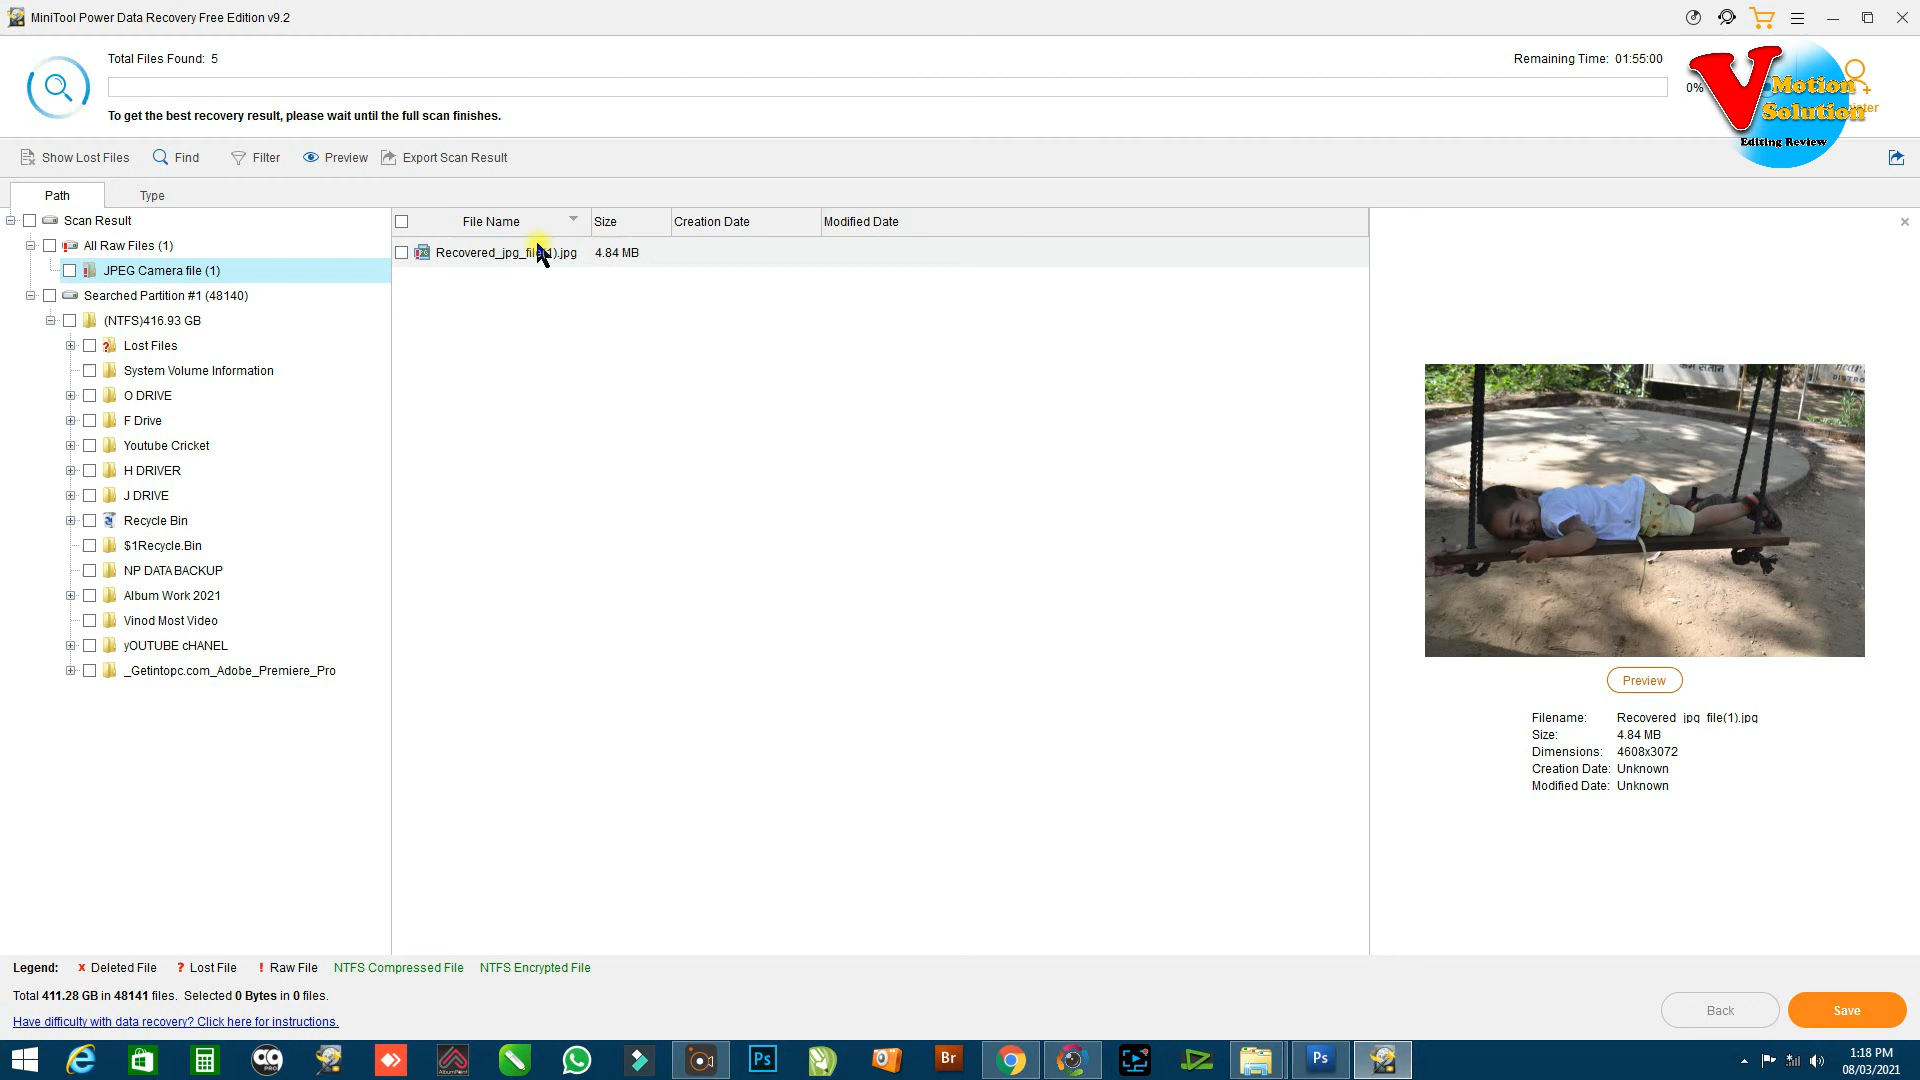 MiniTool Power Data Recovery Free Edition v9.2
Total Files Found: 5
Remaining Time: 01:55:00
0%
To get the best recovery result, please wait until the full scan finishes.
V Motion Solution
Editing Review
Show Lost Files
Find
Filter
Preview
Export Scan Result
Path
Type
Scan Result
All Raw Files (1)
JPEG Camera file (1)
Searched Partition #1 (48140)
(NTFS)416.93 GB
Lost Files
System Volume Information
O DRIVE
F Drive
Youtube Cricket
H DRIVER
J DRIVE
Recycle Bin
$1Recycle.Bin
NP DATA BACKUP
Album Work 2021
Vinod Most Video
yOUTUBE cHANEL
_Getintopc.com_Adobe_Premiere_Pro
File Name
Size
Creation Date
Modified Date
Recovered_jpg_file(1).jpg
4.84 MB
Preview
Filename: Recovered_jpg_file(1).jpg
Size: 4.84 MB
Dimensions: 4608x3072
Creation Date: Unknown
Modified Date: Unknown
Legend: x Deleted File ? Lost File ! Raw File NTFS Compressed File NTFS Encrypted File
Total 411.28 GB in 48141 files. Selected 0 Bytes in 0 files.
Have difficulty with data recovery? Click here for instructions.
Back
Save
Ps
Br
Ps
1:18 PM
08/03/2021